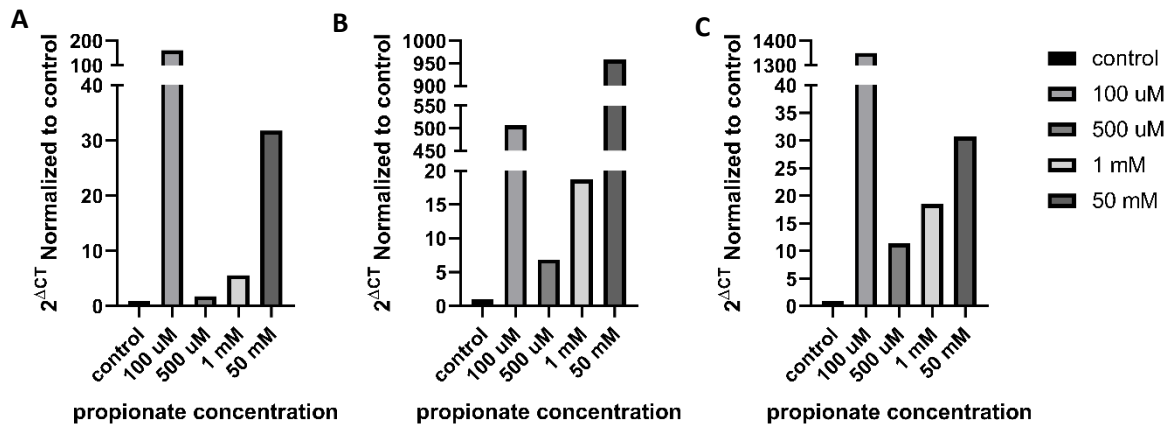 A
2^ΔCT Normalized to control
200
100
40
30
20
10
0
control
100 uM
500 uM
1 mM
50 mM
propionate concentration
B
2^ΔCT Normalized to control
1000
950
900
550
500
450
20
15
10
5
0
control
100 uM
500 uM
1 mM
50 mM
propionate concentration
C
2^ΔCT Normalized to control
1400
1300
40
35
30
25
20
15
10
5
0
control
100 uM
500 uM
1 mM
50 mM
propionate concentration
control
100 uM
500 uM
1 mM
50 mM